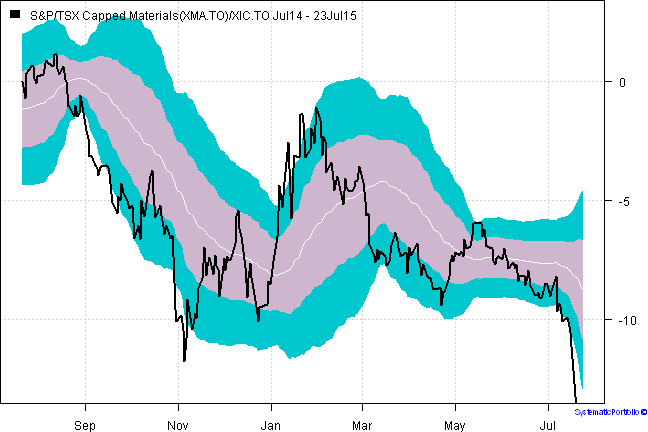 S&P/TSX Capped Materials(XMA.TO)/XIC.TO Jul14 - 23Jul15
0
-5
-10
Sep Nov Jan Mar May Jul
SystematicPortfolio ©